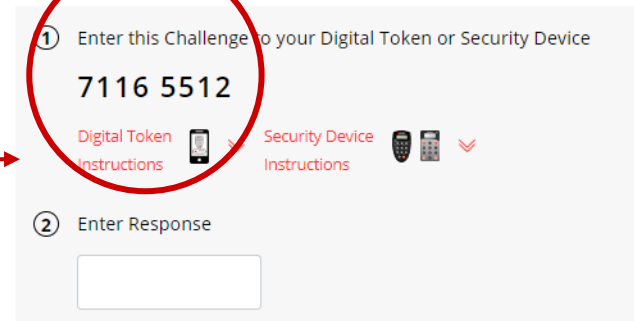 1 Enter this Challenge to your Digital Token or Security Device
7116 5512
Digital Token Instructions
Security Device Instructions
2 Enter Response